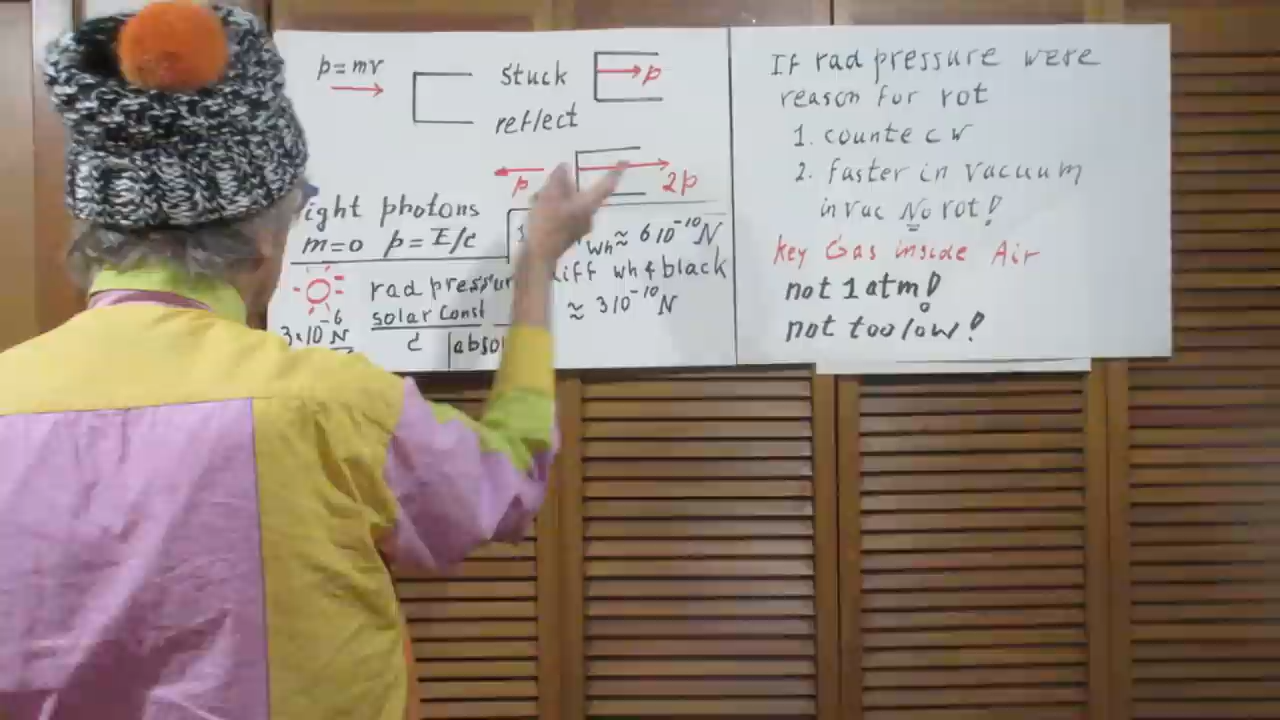 p=mv
stuck
p
reflect
p
2p
ight photons
m=0 p=E/c
rad pressur
solar const
c
3×10⁻⁶ N
abso
Wh≈ 6 10⁻¹⁰N
iff wh & black
≈ 3 10⁻¹⁰N
If rad pressure were
reason for rot
1. counte cw
2. faster in vacuum
in vac No rot!
key Gas inside Air
not 1 atm!
not too low!